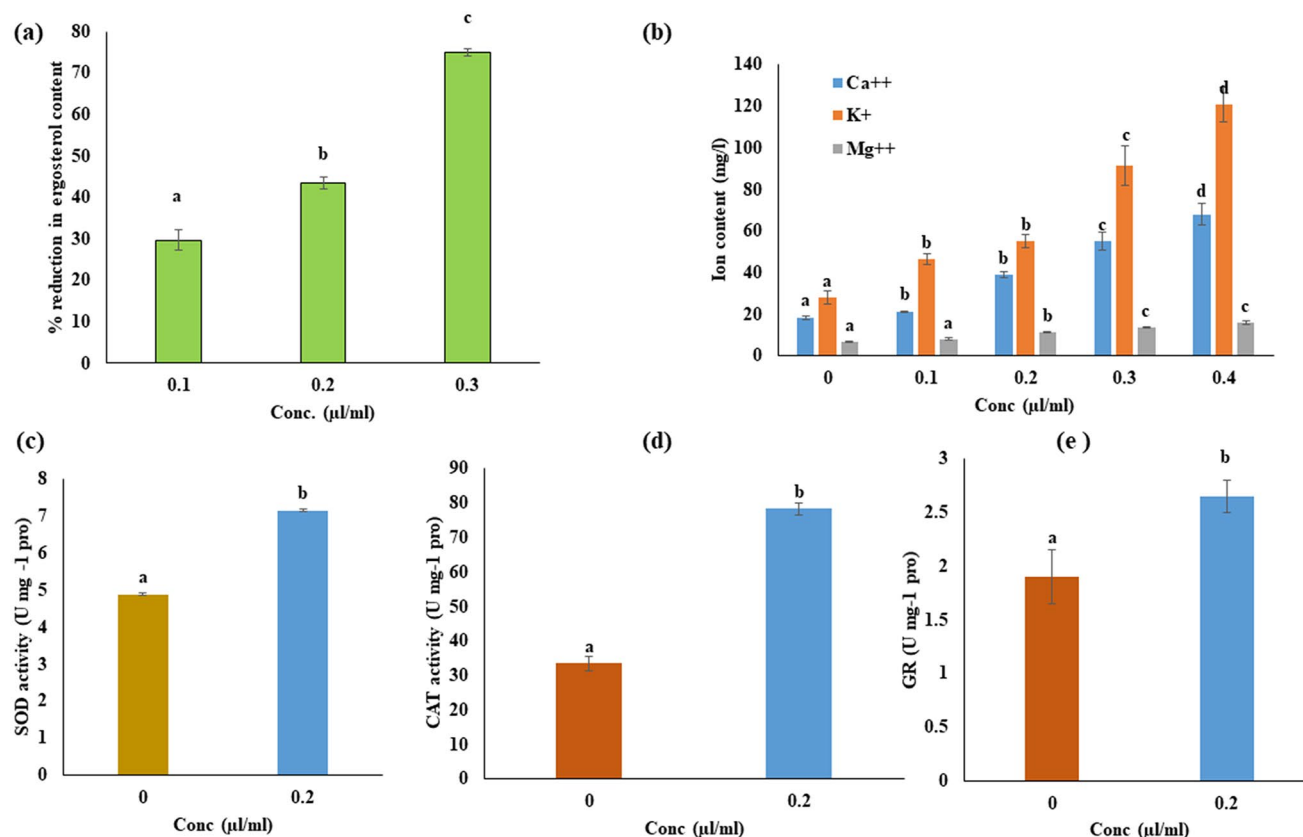 (a)
% reduction in ergosterol content
80
70
60
50
40
30
20
10
0
a
b
c
0.1
0.2
0.3
Conc. (µl/ml)
(b)
Ion content (mg/l)
140
120
100
80
60
40
20
0
Ca++
K+
Mg++
a
a
a
b
b
a
b
b
b
c
c
c
d
d
c
0
0.1
0.2
0.3
0.4
Conc (µl/ml)
(c)
SOD activity (U mg -1 pro)
8
7
6
5
4
3
2
1
0
a
b
0
0.2
Conc (µl/ml)
(d)
CAT activity (U mg-1 pro)
90
80
70
60
50
40
30
20
10
0
a
b
0
0.2
Conc (µl/ml)
(e )
GR (U mg-1 pro)
3
2.5
2
1.5
1
0.5
0
a
b
0
0.2
Conc (µl/ml)